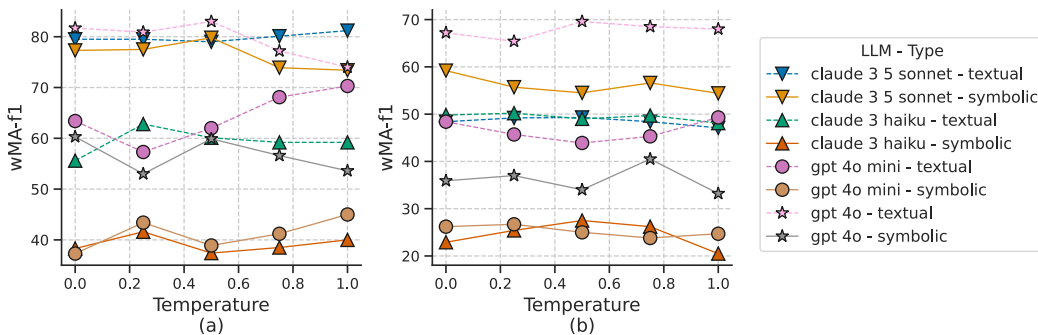 wMA-f1
80
70
60
50
40
0.0 0.2 0.4 0.6 0.8 1.0
Temperature
(a)
wMA-f1
70
60
50
40
30
20
0.0 0.2 0.4 0.6 0.8 1.0
Temperature
(b)
LLM - Type
claude 3 5 sonnet - textual
claude 3 5 sonnet - symbolic
claude 3 haiku - textual
claude 3 haiku - symbolic
gpt 4o mini - textual
gpt 4o mini - symbolic
gpt 4o - textual
gpt 4o - symbolic